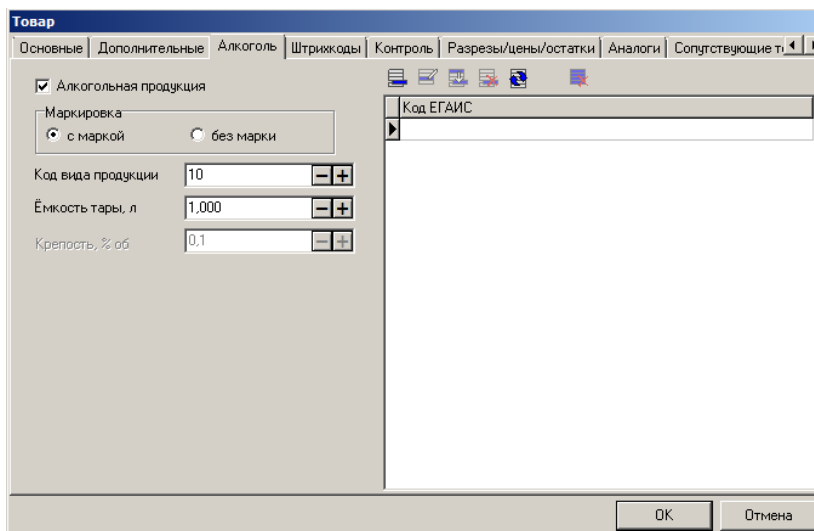 Товар
Основные Дополнительные Алкоголь Штрихкоды Контроль Разрезы/цены/остатки Аналоги Сопутствующие
Алкогольная продукция
Маркировка
с маркой без марки
Код вида продукции 10
Ёмкость тары, л 1,000
Крепость, % об 0,1
Код ЕГАИС
OK Отмена